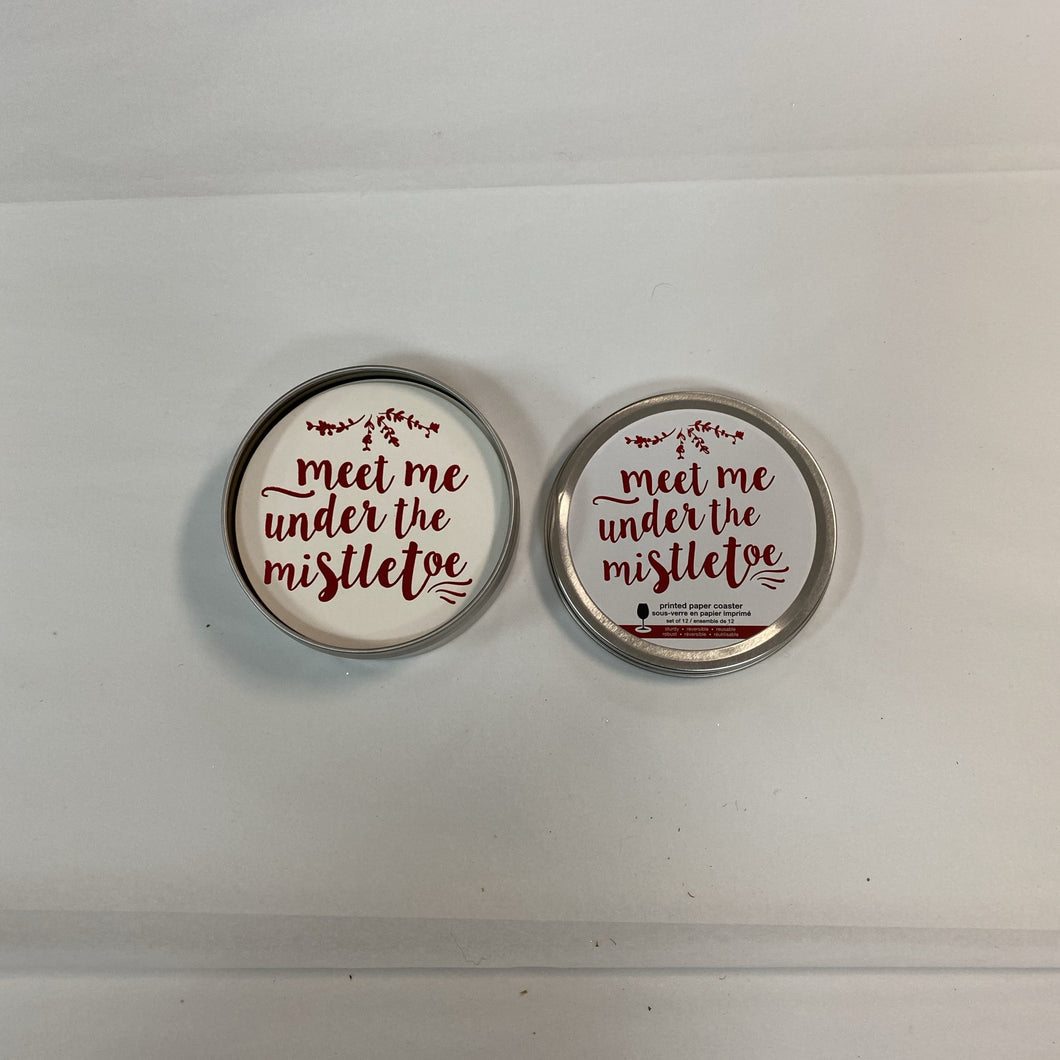 meet me
under the
mistletoe
meet me
under the
mistletoe
printed paper coaster
sous-verre en papier imprimé
set of 12 / ensemble de 12
sturdy • reversible • reusable
robust • réversible • réutilisable